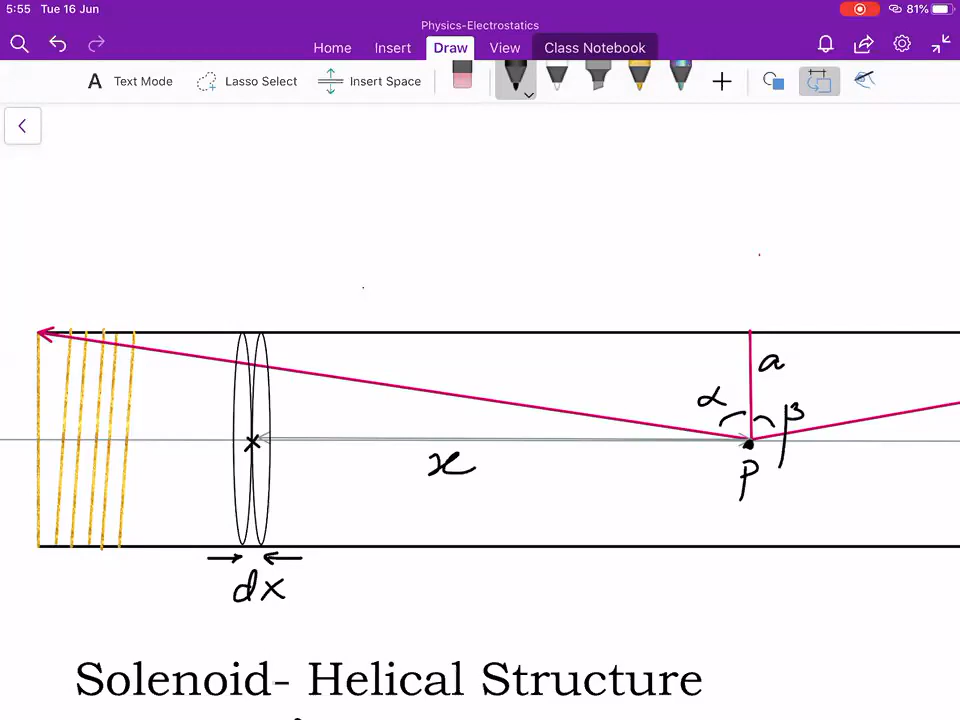 5:55 Tue 16 Jun 81%
Physics-Electrostatics
Home Insert Draw View Class Notebook
A Text Mode Lasso Select Insert Space
a
α β
x
P
dx
Solenoid- Helical Structure